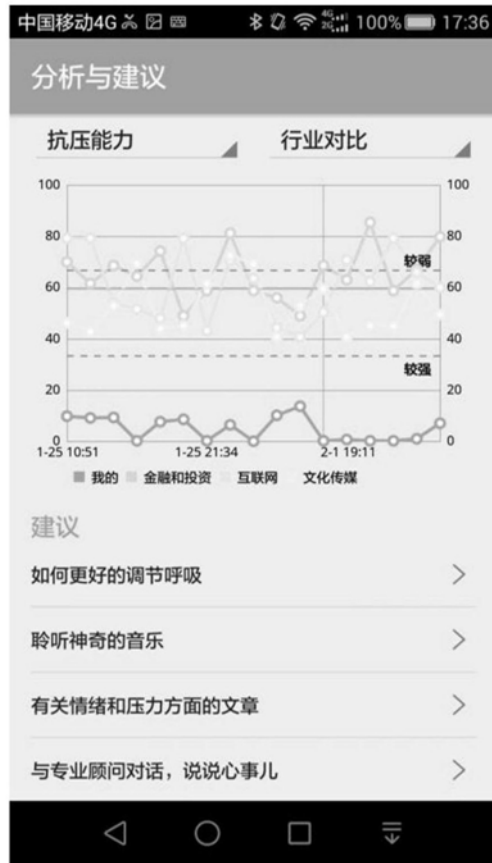 中国移动4G 4G 2G 100% 17:36
分析与建议
抗压能力 行业对比
100 100
80 80
较弱
60 60
40 40
较强
20 20
0 0
1-25 10:51 1-25 21:34 2-1 19:11
我的 金融和投资 互联网 文化传媒
建议
如何更好的调节呼吸
聆听神奇的音乐
有关情绪和压力方面的文章
与专业顾问对话，说说心事儿